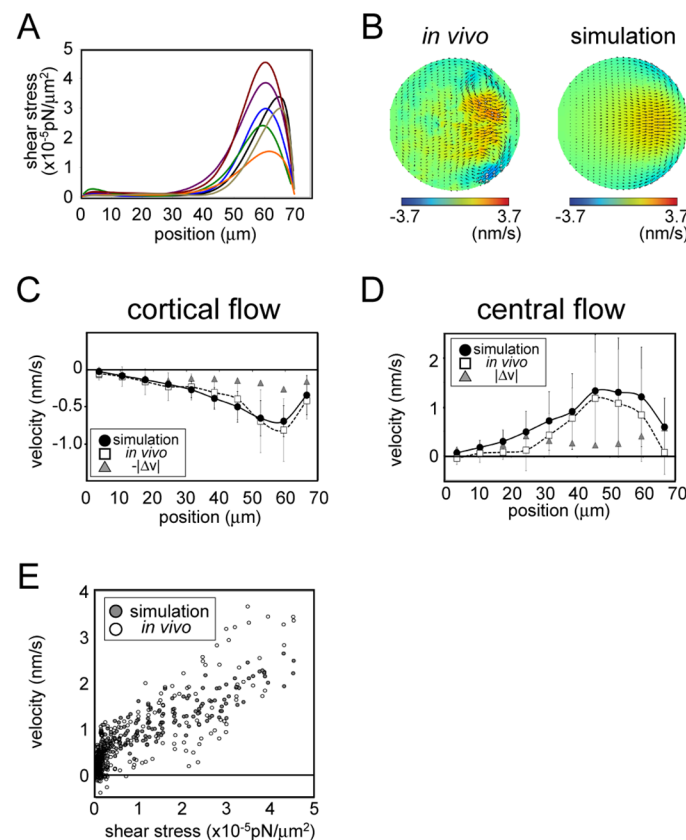 A
shear stress
(x10⁻⁵pN/μm²)
5
4
3
2
1
0
0 10 20 30 40 50 60 70
position (μm)
B
in vivo simulation
-3.7 3.7
(nm/s)
-3.7 3.7
(nm/s)
C
cortical flow
velocity (nm/s)
0
-0.5
-1.0
simulation
in vivo
-|Δv|
0 10 20 30 40 50 60 70
position (μm)
D
central flow
velocity (nm/s)
2
1
0
simulation
in vivo
|Δv|
0 10 20 30 40 50 60 70
position (μm)
E
velocity (nm/s)
4
3
2
1
0
simulation
in vivo
0 1 2 3 4 5
shear stress (x10⁻⁵pN/μm²)